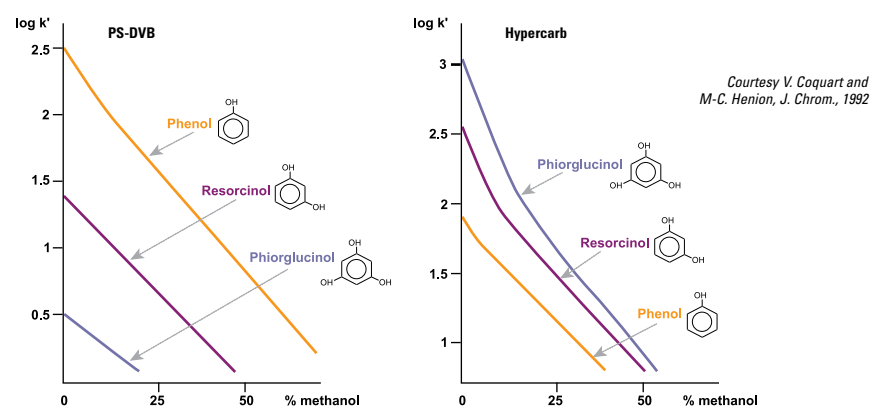 log k'
PS-DVB
2.5
2
1.5
1
0.5
0
25
50
% methanol
Phenol
OH
Resorcinol
OH
OH
Phiorglucinol
OH
OH
OH
log k'
Hypercarb
3
2.5
2
1.5
1
0
25
50
% methanol
Phiorglucinol
OH
OH
OH
Resorcinol
OH
OH
Phenol
OH
Courtesy V. Coquart and
M-C. Henion, J. Chrom., 1992